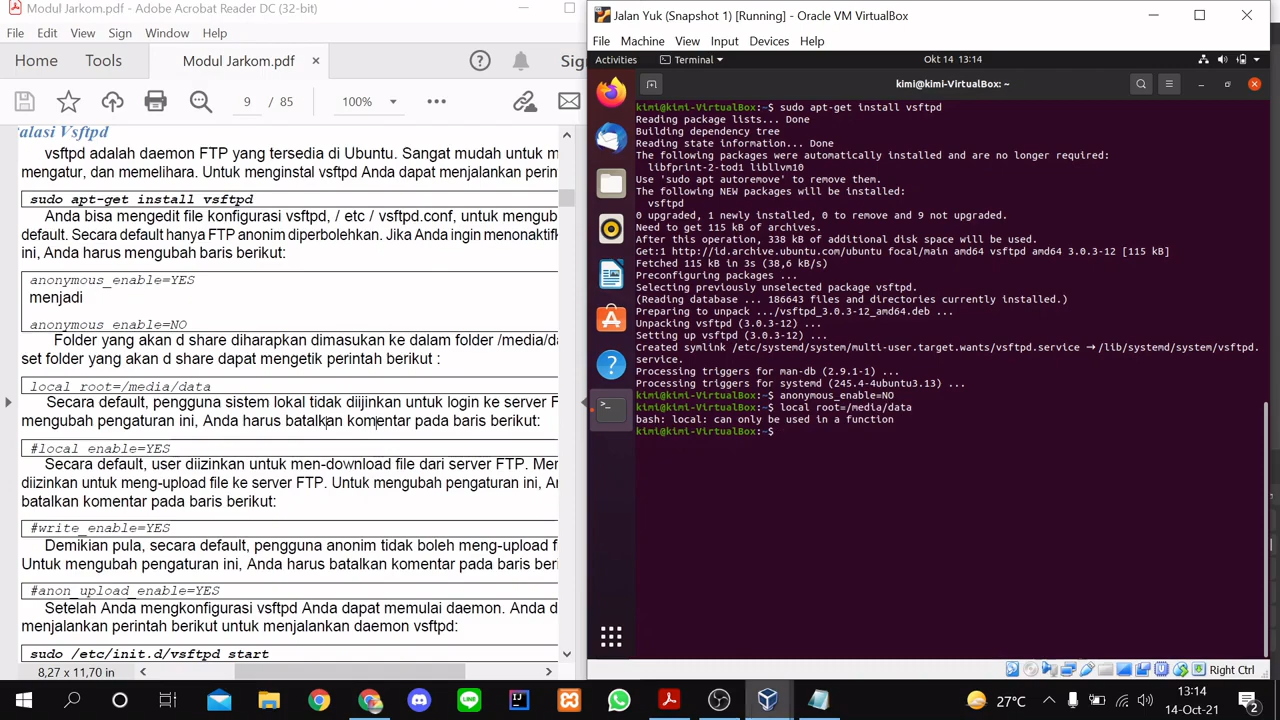 Modul Jarkom.pdf - Adobe Acrobat Reader DC (32-bit)
File Edit View Sign Window Help
Home Tools Modul Jarkom.pdf × ? Sig
9 / 85 100%
alasi Vsftpd
vsftpd adalah daemon FTP yang tersedia di Ubuntu. Sangat mudah untuk m
mengatur, dan memelihara. Untuk menginstal vsftpd Anda dapat menjalankan perin
sudo apt-get install vsftpd
Anda bisa mengedit file konfigurasi vsftpd, / etc / vsftpd.conf, untuk mengub
default. Secara default hanya FTP anonim diperbolehkan. Jika Anda ingin menonaktifk
ini, Anda harus mengubah baris berikut:
anonymous_enable=YES
menjadi
anonymous enable=NO
Folder yang akan d share diharapkan dimasukan ke dalam folder /media/da
set folder yang akan d share dapat mengetik perintah berikut :
local root=/media/data
Secara default, pengguna sistem lokal tidak diijinkan untuk login ke server F
mengubah pengaturan ini, Anda harus batalkan komentar pada baris berikut:
#local enable=YES
Secara default, user diizinkan untuk men-download file dari server FTP. Mer
diizinkan untuk meng-upload file ke server FTP. Untuk mengubah pengaturan ini, An
batalkan komentar pada baris berikut:
#write_enable=YES
Demikian pula, secara default, pengguna anonim tidak boleh meng-upload f
Untuk mengubah pengaturan ini, Anda harus batalkan komentar pada baris beri
#anon_upload_enable=YES
Setelah Anda mengkonfigurasi vsftpd Anda dapat memulai daemon. Anda d
menjalankan perintah berikut untuk menjalankan daemon vsftpd:
sudo /etc/init.d/vsftpd start
8,27 x 11,70 in
Jalan Yuk (Snapshot 1) [Running] - Oracle VM VirtualBox
File Machine View Input Devices Help
Activities Terminal Okt 14 13:14
kimi@kimi-VirtualBox: ~
kimi@kimi-VirtualBox:~$ sudo apt-get install vsftpd
Reading package lists... Done
Building dependency tree
Reading state information... Done
The following packages were automatically installed and are no longer required:
libfprint-2-tod1 libllvm10
Use 'sudo apt autoremove' to remove them.
The following NEW packages will be installed:
vsftpd
0 upgraded, 1 newly installed, 0 to remove and 9 not upgraded.
Need to get 115 kB of archives.
After this operation, 338 kB of additional disk space will be used.
Get:1 http://id.archive.ubuntu.com/ubuntu focal/main amd64 vsftpd amd64 3.0.3-12 [115 kB]
Fetched 115 kB in 3s (38,6 kB/s)
Preconfiguring packages ...
Selecting previously unselected package vsftpd.
(Reading database ... 186643 files and directories currently installed.)
Preparing to unpack .../vsftpd_3.0.3-12_amd64.deb ...
Unpacking vsftpd (3.0.3-12) ...
Setting up vsftpd (3.0.3-12) ...
Created symlink /etc/systemd/system/multi-user.target.wants/vsftpd.service → /lib/systemd/system/vsftpd.
service.
Processing triggers for man-db (2.9.1-1) ...
Processing triggers for systemd (245.4-4ubuntu3.13) ...
kimi@kimi-VirtualBox:~$ anonymous_enable=NO
kimi@kimi-VirtualBox:~$ local root=/media/data
bash: local: can only be used in a function
kimi@kimi-VirtualBox:~$
Right Ctrl
27°C
13:14
14-Oct-21
2